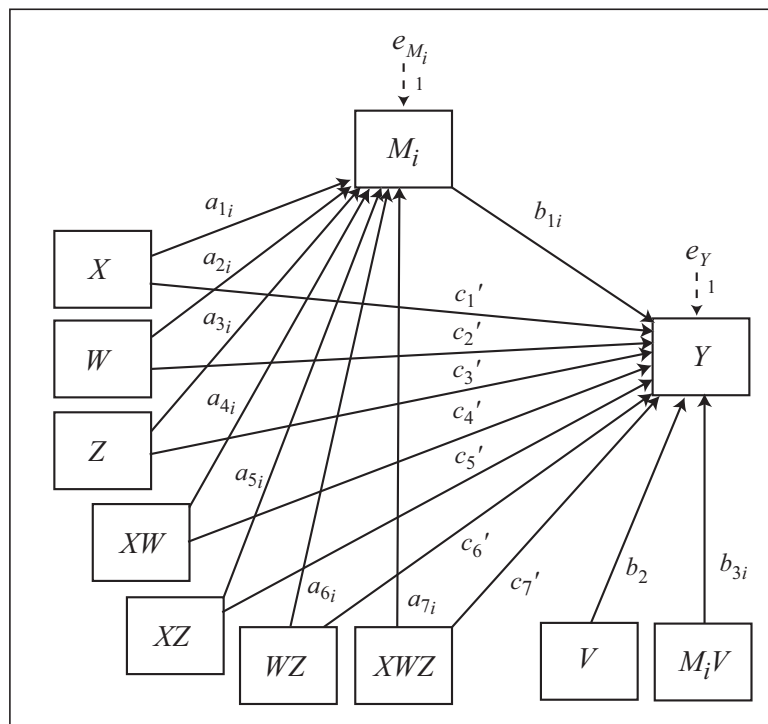 e_{M_i}
1
M_i
a_{1i}
b_{1i}
X
a_{2i}
e_Y
1
c_1′
a_{3i}
W
c_2′
Y
c_3′
a_{4i}
Z
c_4′
c_5′
a_{5i}
XW
c_6′
b_2
b_{3i}
a_{6i}
a_{7i}
c_7′
XZ
WZ
XWZ
V
M_iV